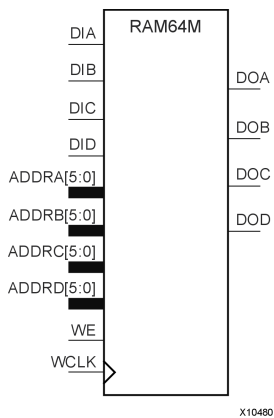 RAM64M
DIA
DIB
DIC
DID
ADDRA[5:0]
ADDRB[5:0]
ADDRC[5:0]
ADDRD[5:0]
WE
WCLK
DOA
DOB
DOC
DOD
X10480